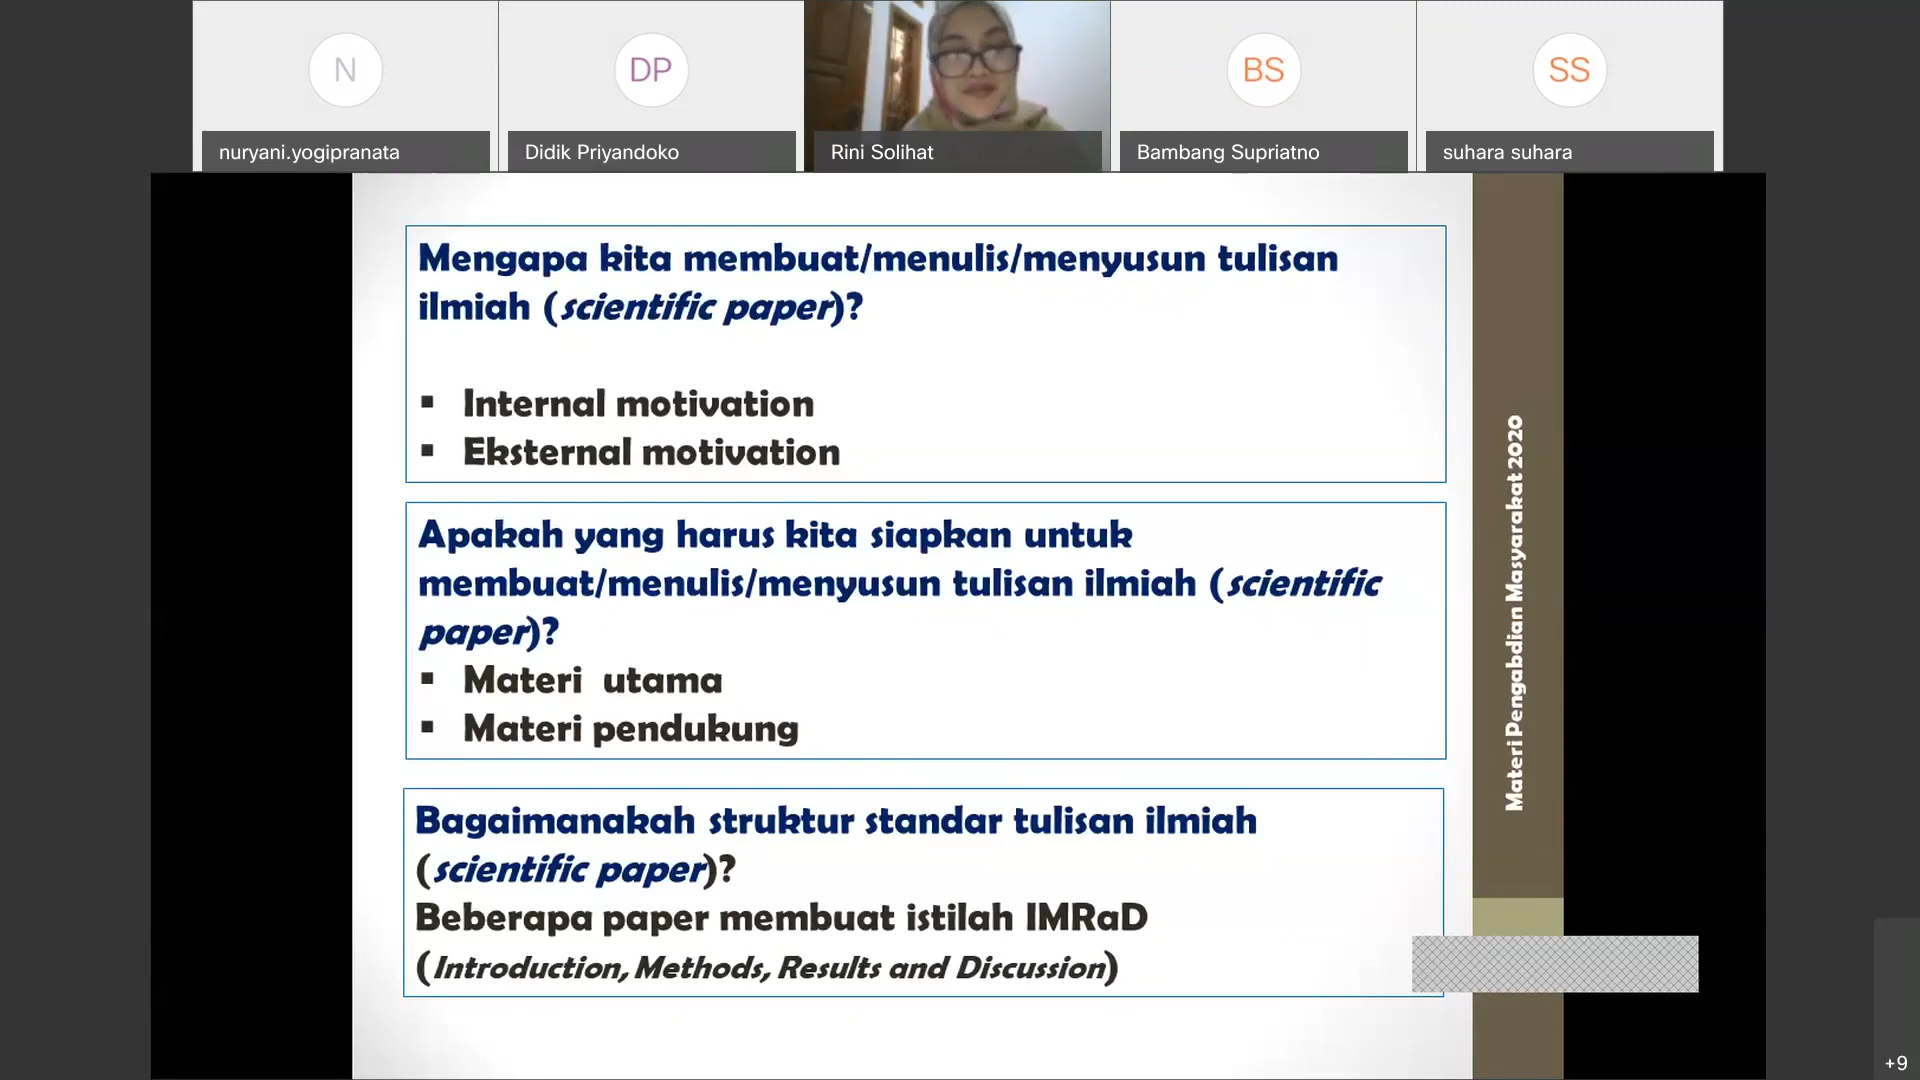 N
DP
BS
SS
nuryani.yogipranata
Didik Priyandoko
Rini Solihat
Bambang Supriatno
suhara suhara
Mengapa kita membuat/menulis/menyusun tulisan
ilmiah (scientific paper)?
▪ Internal motivation
▪ Eksternal motivation
Apakah yang harus kita siapkan untuk
membuat/menulis/menyusun tulisan ilmiah (scientific
paper)?
▪ Materi utama
▪ Materi pendukung
Bagaimanakah struktur standar tulisan ilmiah
(scientific paper)?
Beberapa paper membuat istilah IMRaD
(Introduction, Methods, Results and Discussion)
Materi Pengabdian Masyarakat 2020
+9